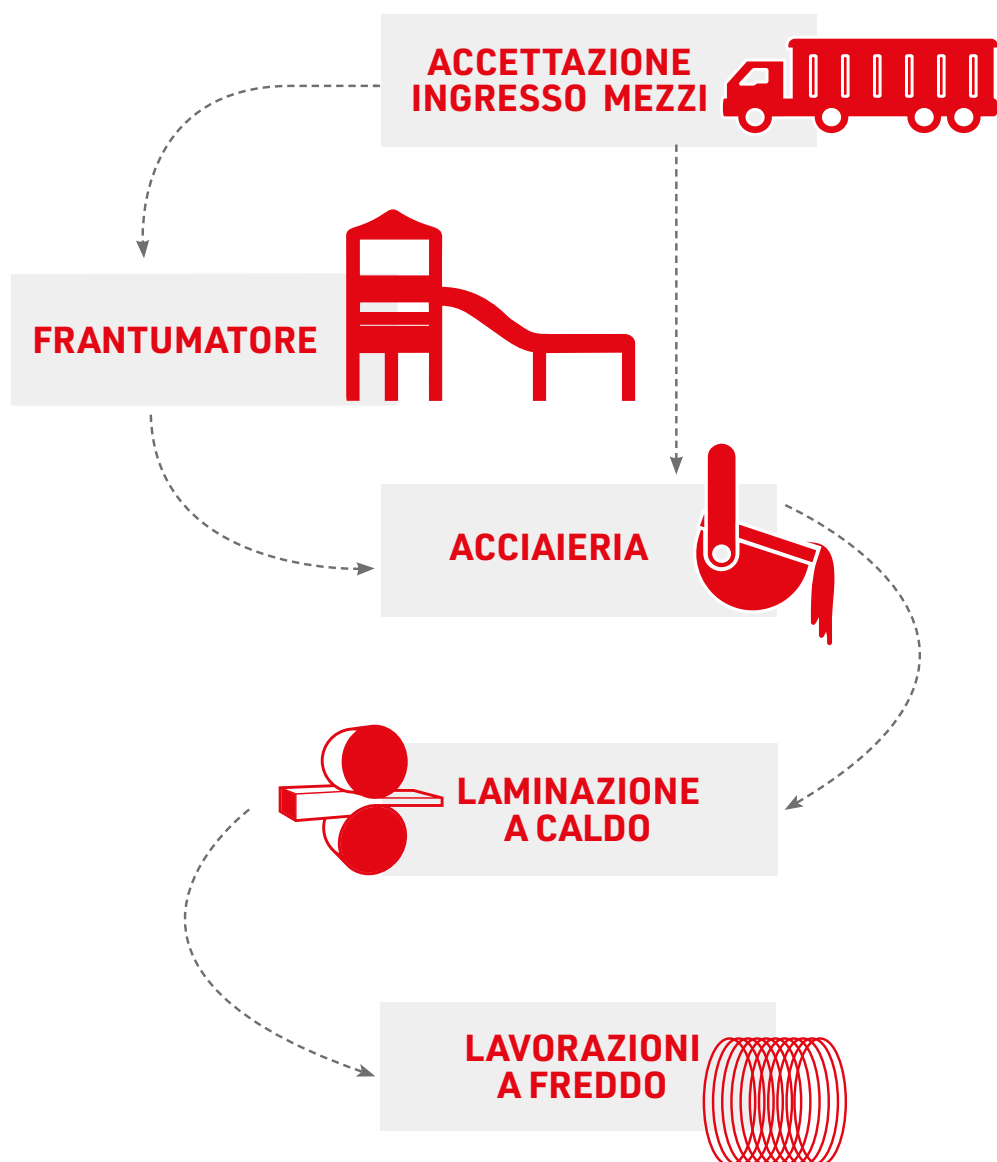 ACCETTAZIONE
INGRESSO MEZZI
FRANTUMATORE
ACCIAIERIA
LAMINAZIONE
A CALDO
LAVORAZIONI
A FREDDO